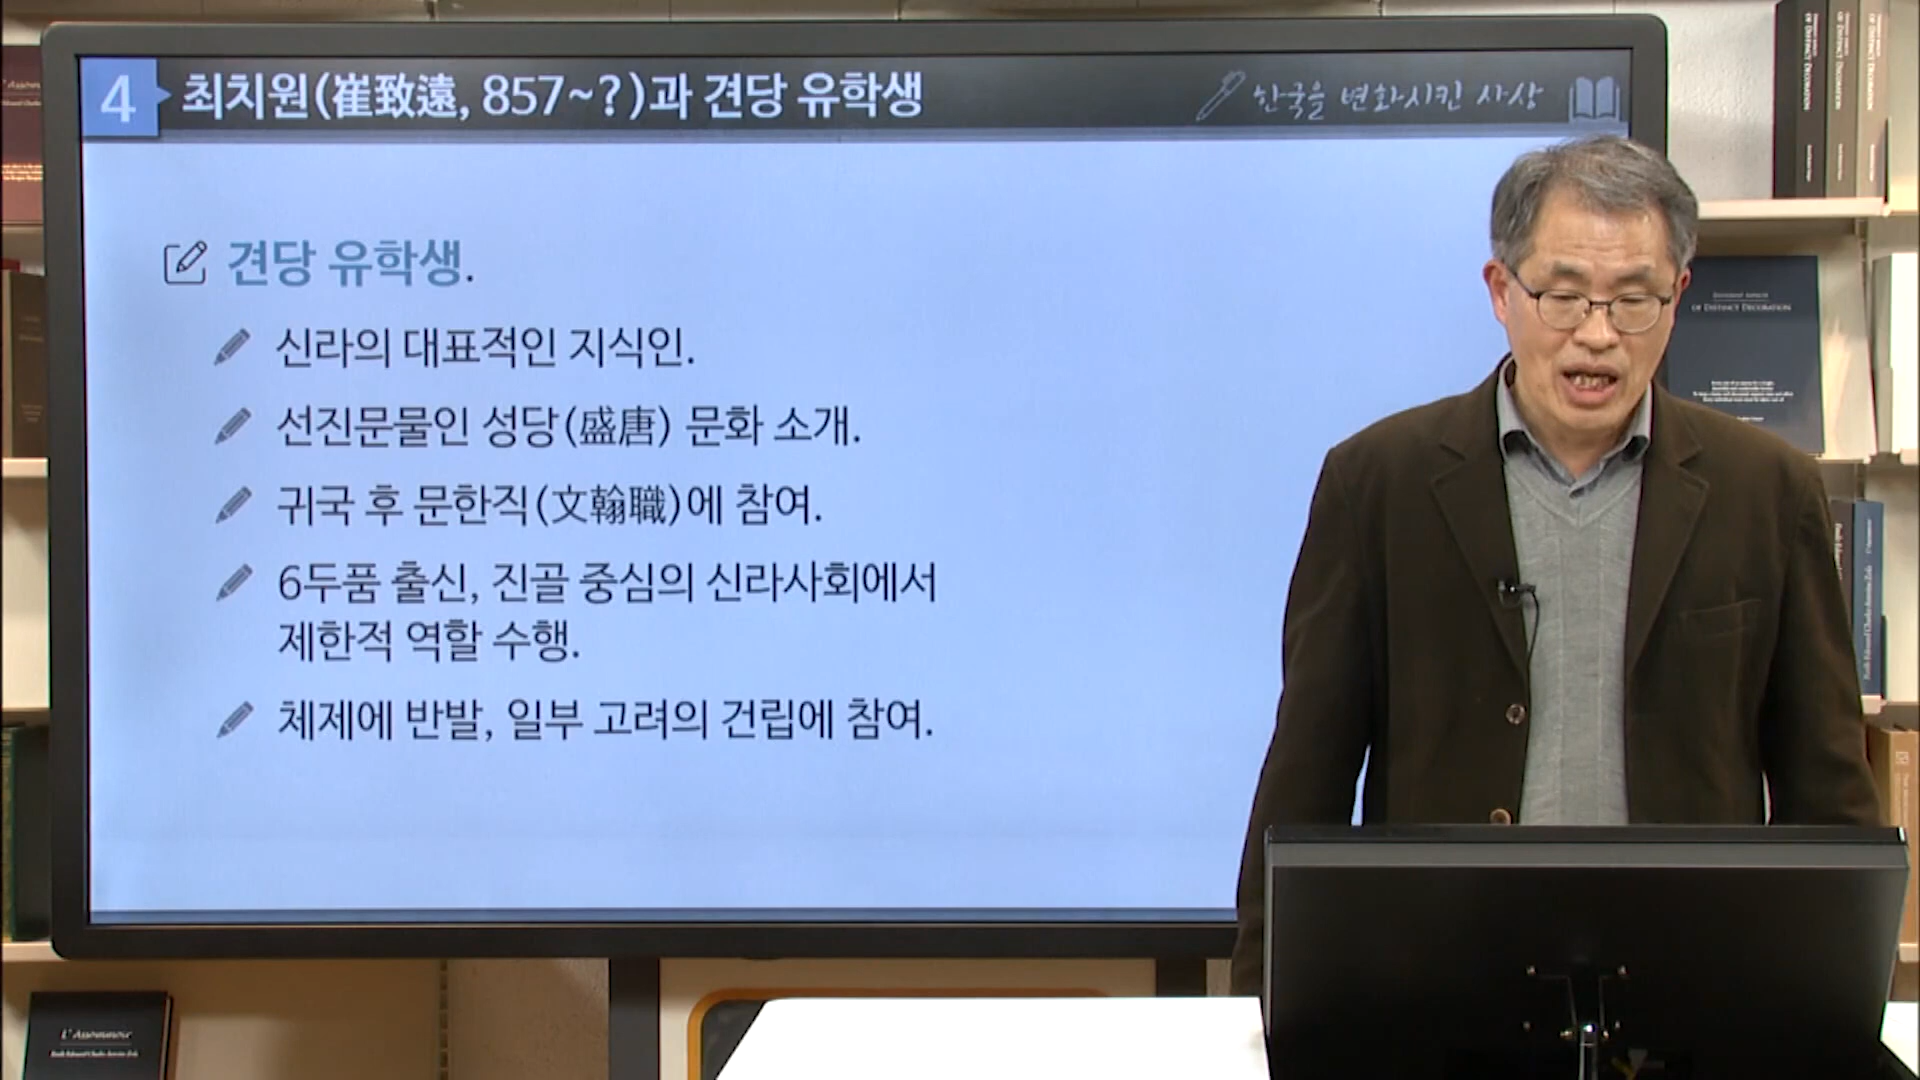 4 최치원(崔致遠, 857~?)과 견당 유학생
한국을 변화시킨 사상
견당 유학생.
신라의 대표적인 지식인.
선진문물인 성당(盛唐) 문화 소개.
귀국 후 문한직(文翰職)에 참여.
6두품 출신, 진골 중심의 신라사회에서
제한적 역할 수행.
체제에 반발, 일부 고려의 건립에 참여.
OF DISTINCT DECORATION
L'Assommoir